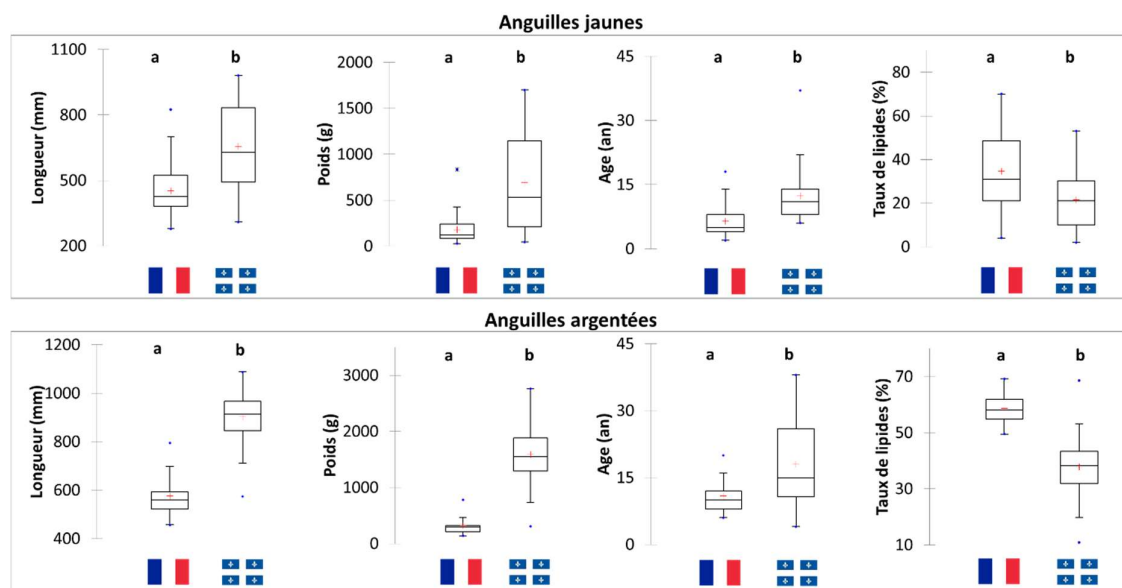 Anguilles jaunes
Longueur (mm)
1100
800
500
200
a
b
Poids (g)
2000
1500
1000
500
0
a
b
Age (an)
45
30
15
0
a
b
Taux de lipides (%)
80
60
40
20
0
a
b
Anguilles argentées
Longueur (mm)
1200
1000
800
600
400
a
b
Poids (g)
3000
2000
1000
0
a
b
Age (an)
45
30
15
0
a
b
Taux de lipides (%)
70
50
30
10
a
b